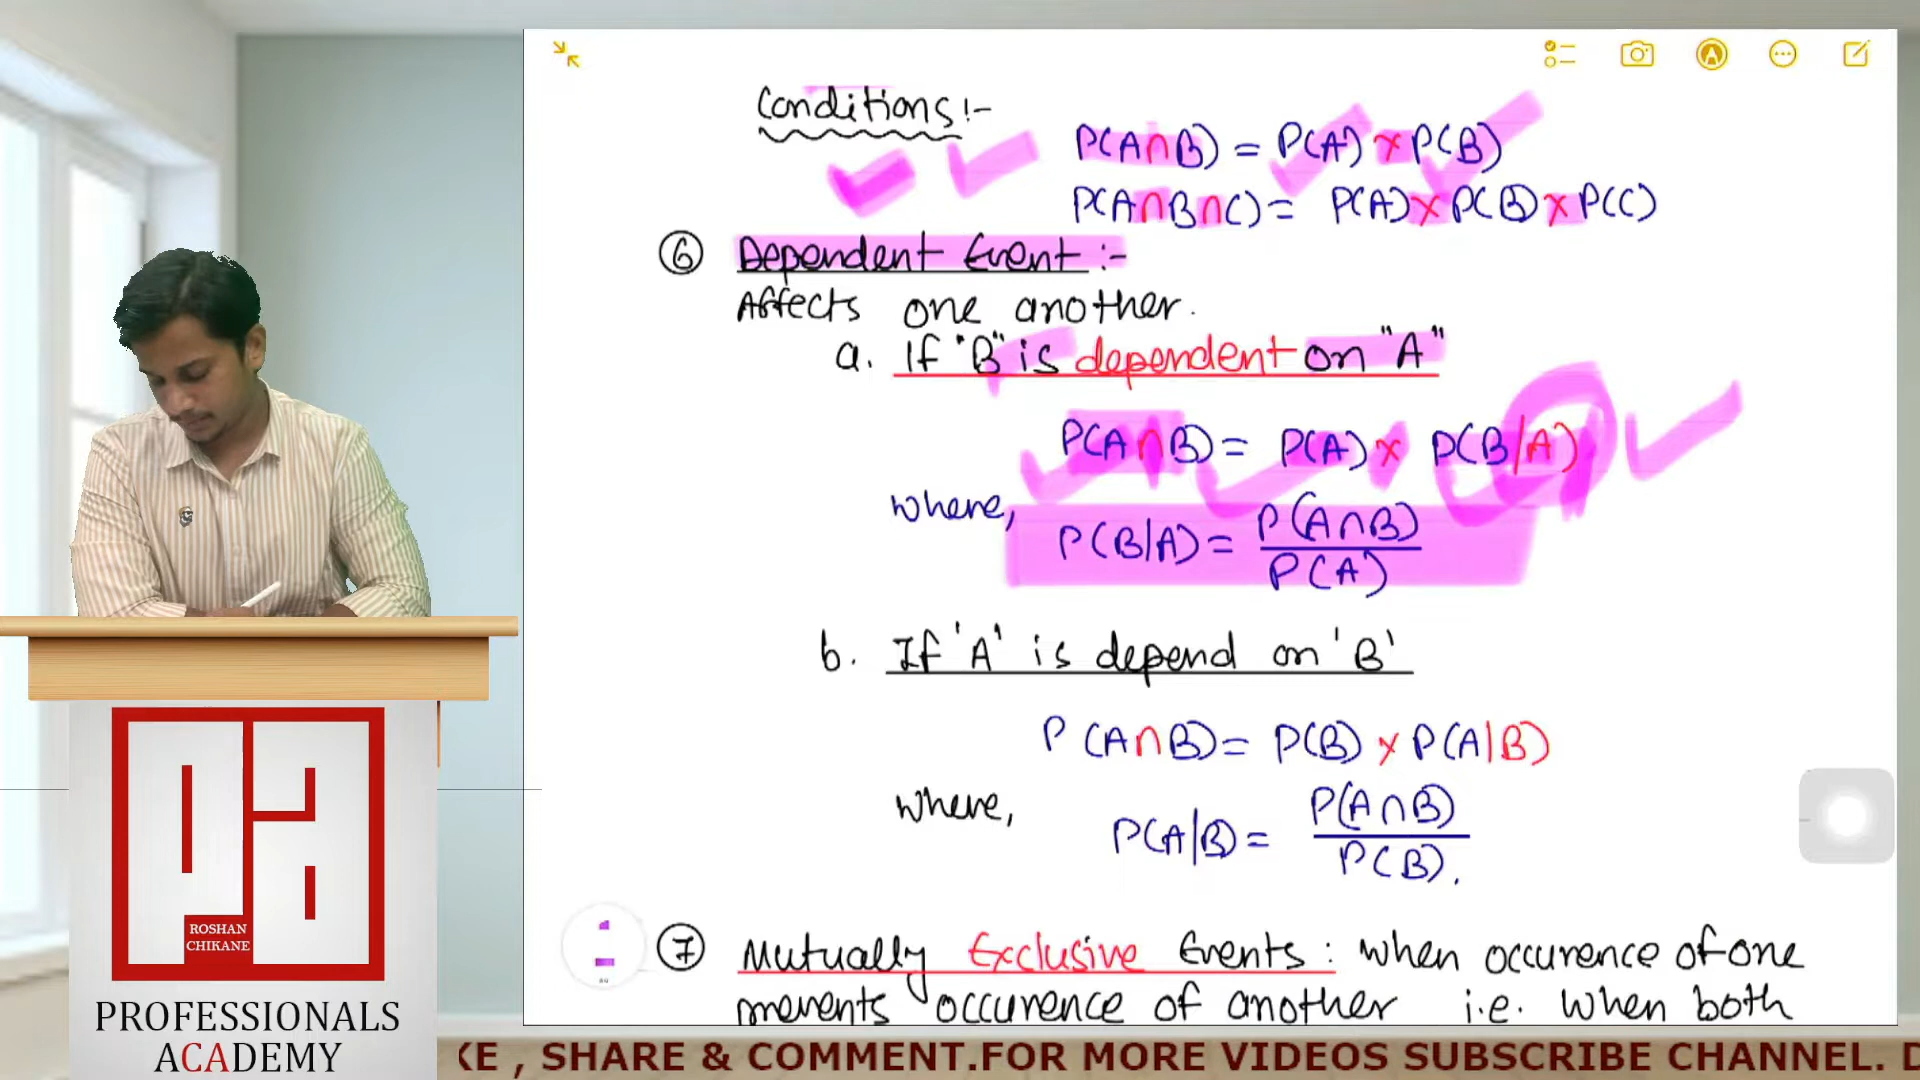 Conditions :-
P(A∩B) = P(A) × P(B)
P(A∩B∩C) = P(A) × P(B) × P(C)
⑥ Dependent Event :-
Affects one another.
a. If "B" is dependent on "A"
P(A∩B) = P(A) × P(B|A)
where,
P(B|A) = P(A∩B) / P(A)
b. If 'A' is depend on 'B'
P(A∩B) = P(B) × P(A|B)
where,
P(A|B) = P(A∩B) / P(B).
⑦ Mutually Exclusive Events : when occurence of one
prevents occurence of another i.e. when both
ROSHAN
CHIKANE
PROFESSIONALS
ACADEMY
KE , SHARE & COMMENT.FOR MORE VIDEOS SUBSCRIBE CHANNEL. D